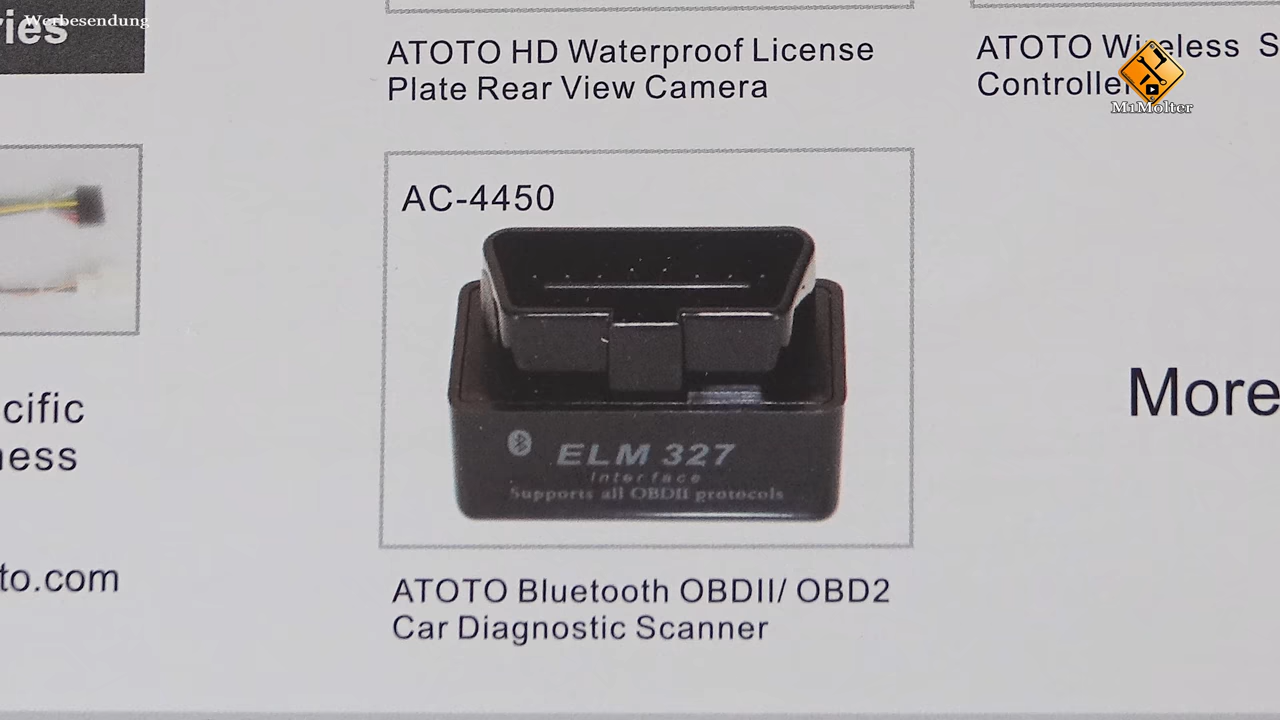 Werbesendung
ries
ATOTO HD Waterproof License
Plate Rear View Camera
ATOTO Wireless S
Controller
M1Molter
AC-4450
ELM 327
Interface
Supports all OBDII protocols
ATOTO Bluetooth OBDII/ OBD2
Car Diagnostic Scanner
cific
ness
to.com
More